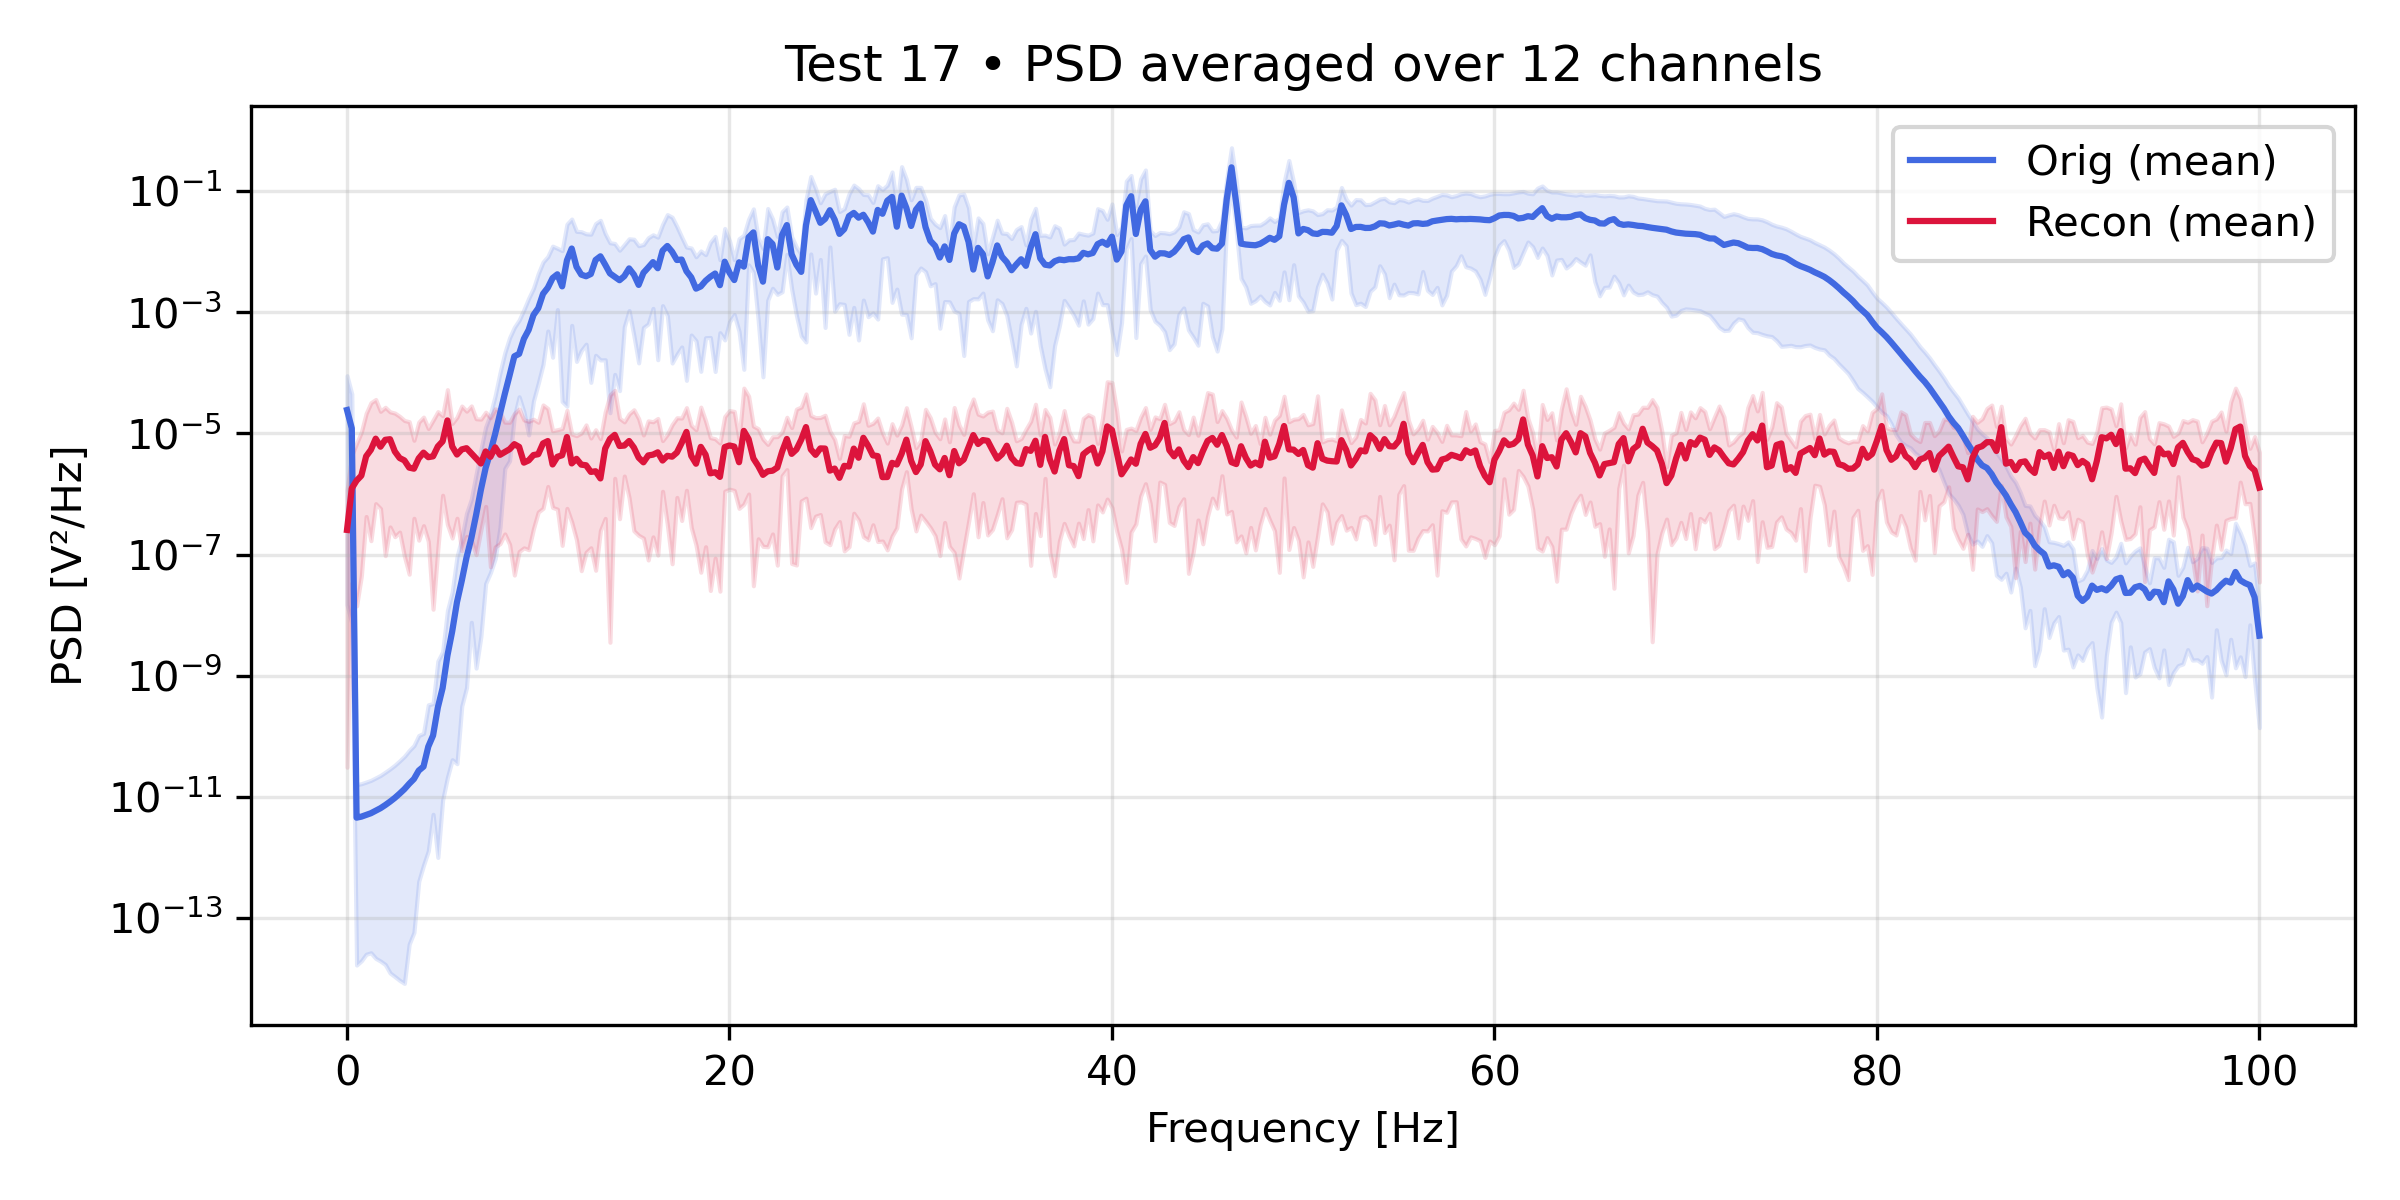 Test 17 • PSD averaged over 12 channels
Orig (mean)
Recon (mean)
PSD [V²/Hz]
10⁻¹
10⁻³
10⁻⁵
10⁻⁷
10⁻⁹
10⁻¹¹
10⁻¹³
0 20 40 60 80 100
Frequency [Hz]